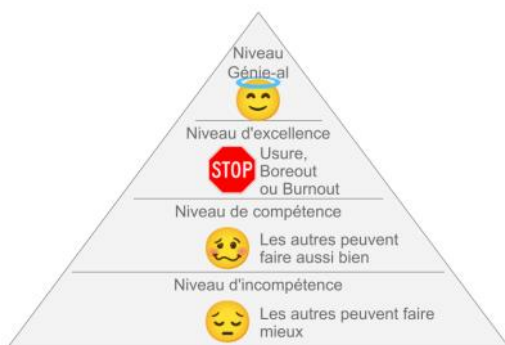 Niveau
Génie-al
Niveau d'excellence
STOP
Usure,
Boreout
ou Burnout
Niveau de compétence
Les autres peuvent
faire aussi bien
Niveau d'incompétence
Les autres peuvent faire
mieux